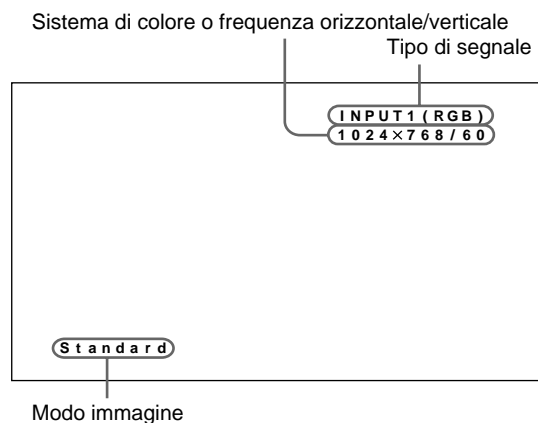 Sistema di colore o frequenza orizzontale/verticale
Tipo di segnale
INPUT1(RGB)
1024×768/60
Standard
Modo immagine